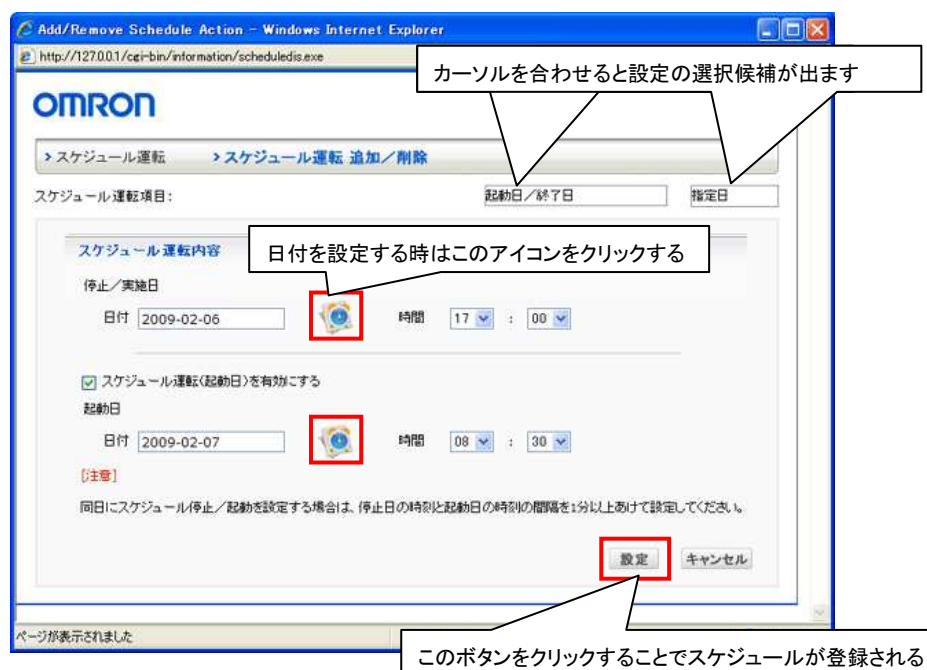 Add/Remove Schedule Action - Windows Internet Explorer
http://127.0.0.1/cgi-bin/information/scheduledis.exe
カーソルを合わせると設定の選択候補が出ます
OMRON
スケジュール運転 スケジュール運転 追加／削除
スケジュール運転項目： 起動日／終了日 指定日
スケジュール運転内容
日付を設定する時はこのアイコンをクリックする
停止／実施日
日付 2009-02-06 時間 17 : 00
スケジュール運転(起動日)を有効にする
起動日
日付 2009-02-07 時間 08 : 30
[注意]
同日にスケジュール停止／起動を設定する場合は、停止日の時刻と起動日の時刻の間隔を1分以上あけて設定してください。
設定 キャンセル
ページが表示されました
このボタンをクリックすることでスケジュールが登録される